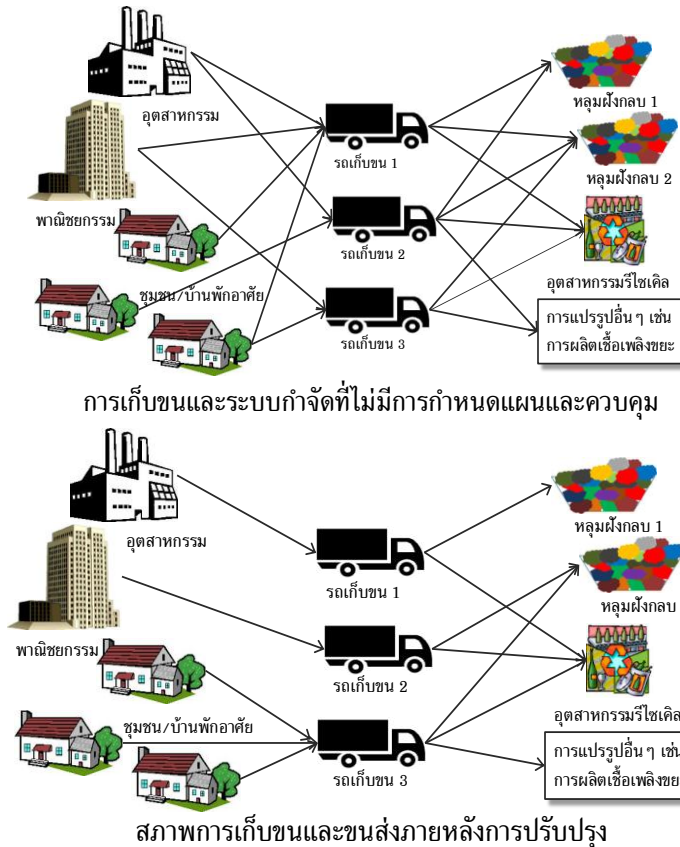 อุตสาหกรรม
หลุมฝังกลบ 1
รถเก็บขน 1
หลุมฝังกลบ 2
พาณิชยกรรม
รถเก็บขน 2
อุตสาหกรรมรีไซเคิล
ชุมชน/บ้านพักอาศัย
การแปรรูปอื่น ๆ เช่น
การผลิตเชื้อเพลิงขยะ
รถเก็บขน 3
การเก็บขนและระบบกำจัดที่ไม่มีการกำหนดแผนและควบคุม
อุตสาหกรรม
หลุมฝังกลบ 1
รถเก็บขน 1
หลุมฝังกลบ
พาณิชยกรรม
รถเก็บขน 2
อุตสาหกรรมรีไซเคิล
ชุมชน/บ้านพักอาศัย
การแปรรูปอื่น ๆ เช่น
การผลิตเชื้อเพลิงขย
รถเก็บขน 3
สภาพการเก็บขนและขนส่งภายหลังการปรับปรุง